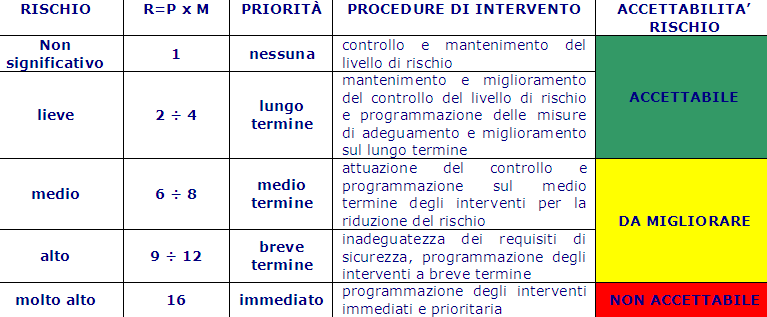 RISCHIO R=P x M PRIORITÀ PROCEDURE DI INTERVENTO ACCETTABILITA’
RISCHIO
Non
significativo
1
nessuna
controllo e mantenimento del
livello di rischio
ACCETTABILE
lieve
2 ÷ 4
lungo
termine
mantenimento e miglioramento
del controllo del livello di rischio
e programmazione delle misure
di adeguamento e miglioramento
sul lungo termine
medio
6 ÷ 8
medio
termine
attuazione del controllo e
programmazione sul medio
termine degli interventi per la
riduzione del rischio
DA MIGLIORARE
alto
9 ÷ 12
breve
termine
inadeguatezza dei requisiti di
sicurezza, programmazione degli
interventi a breve termine
molto alto
16
immediato
programmazione degli interventi
immediati e prioritaria
NON ACCETTABILE